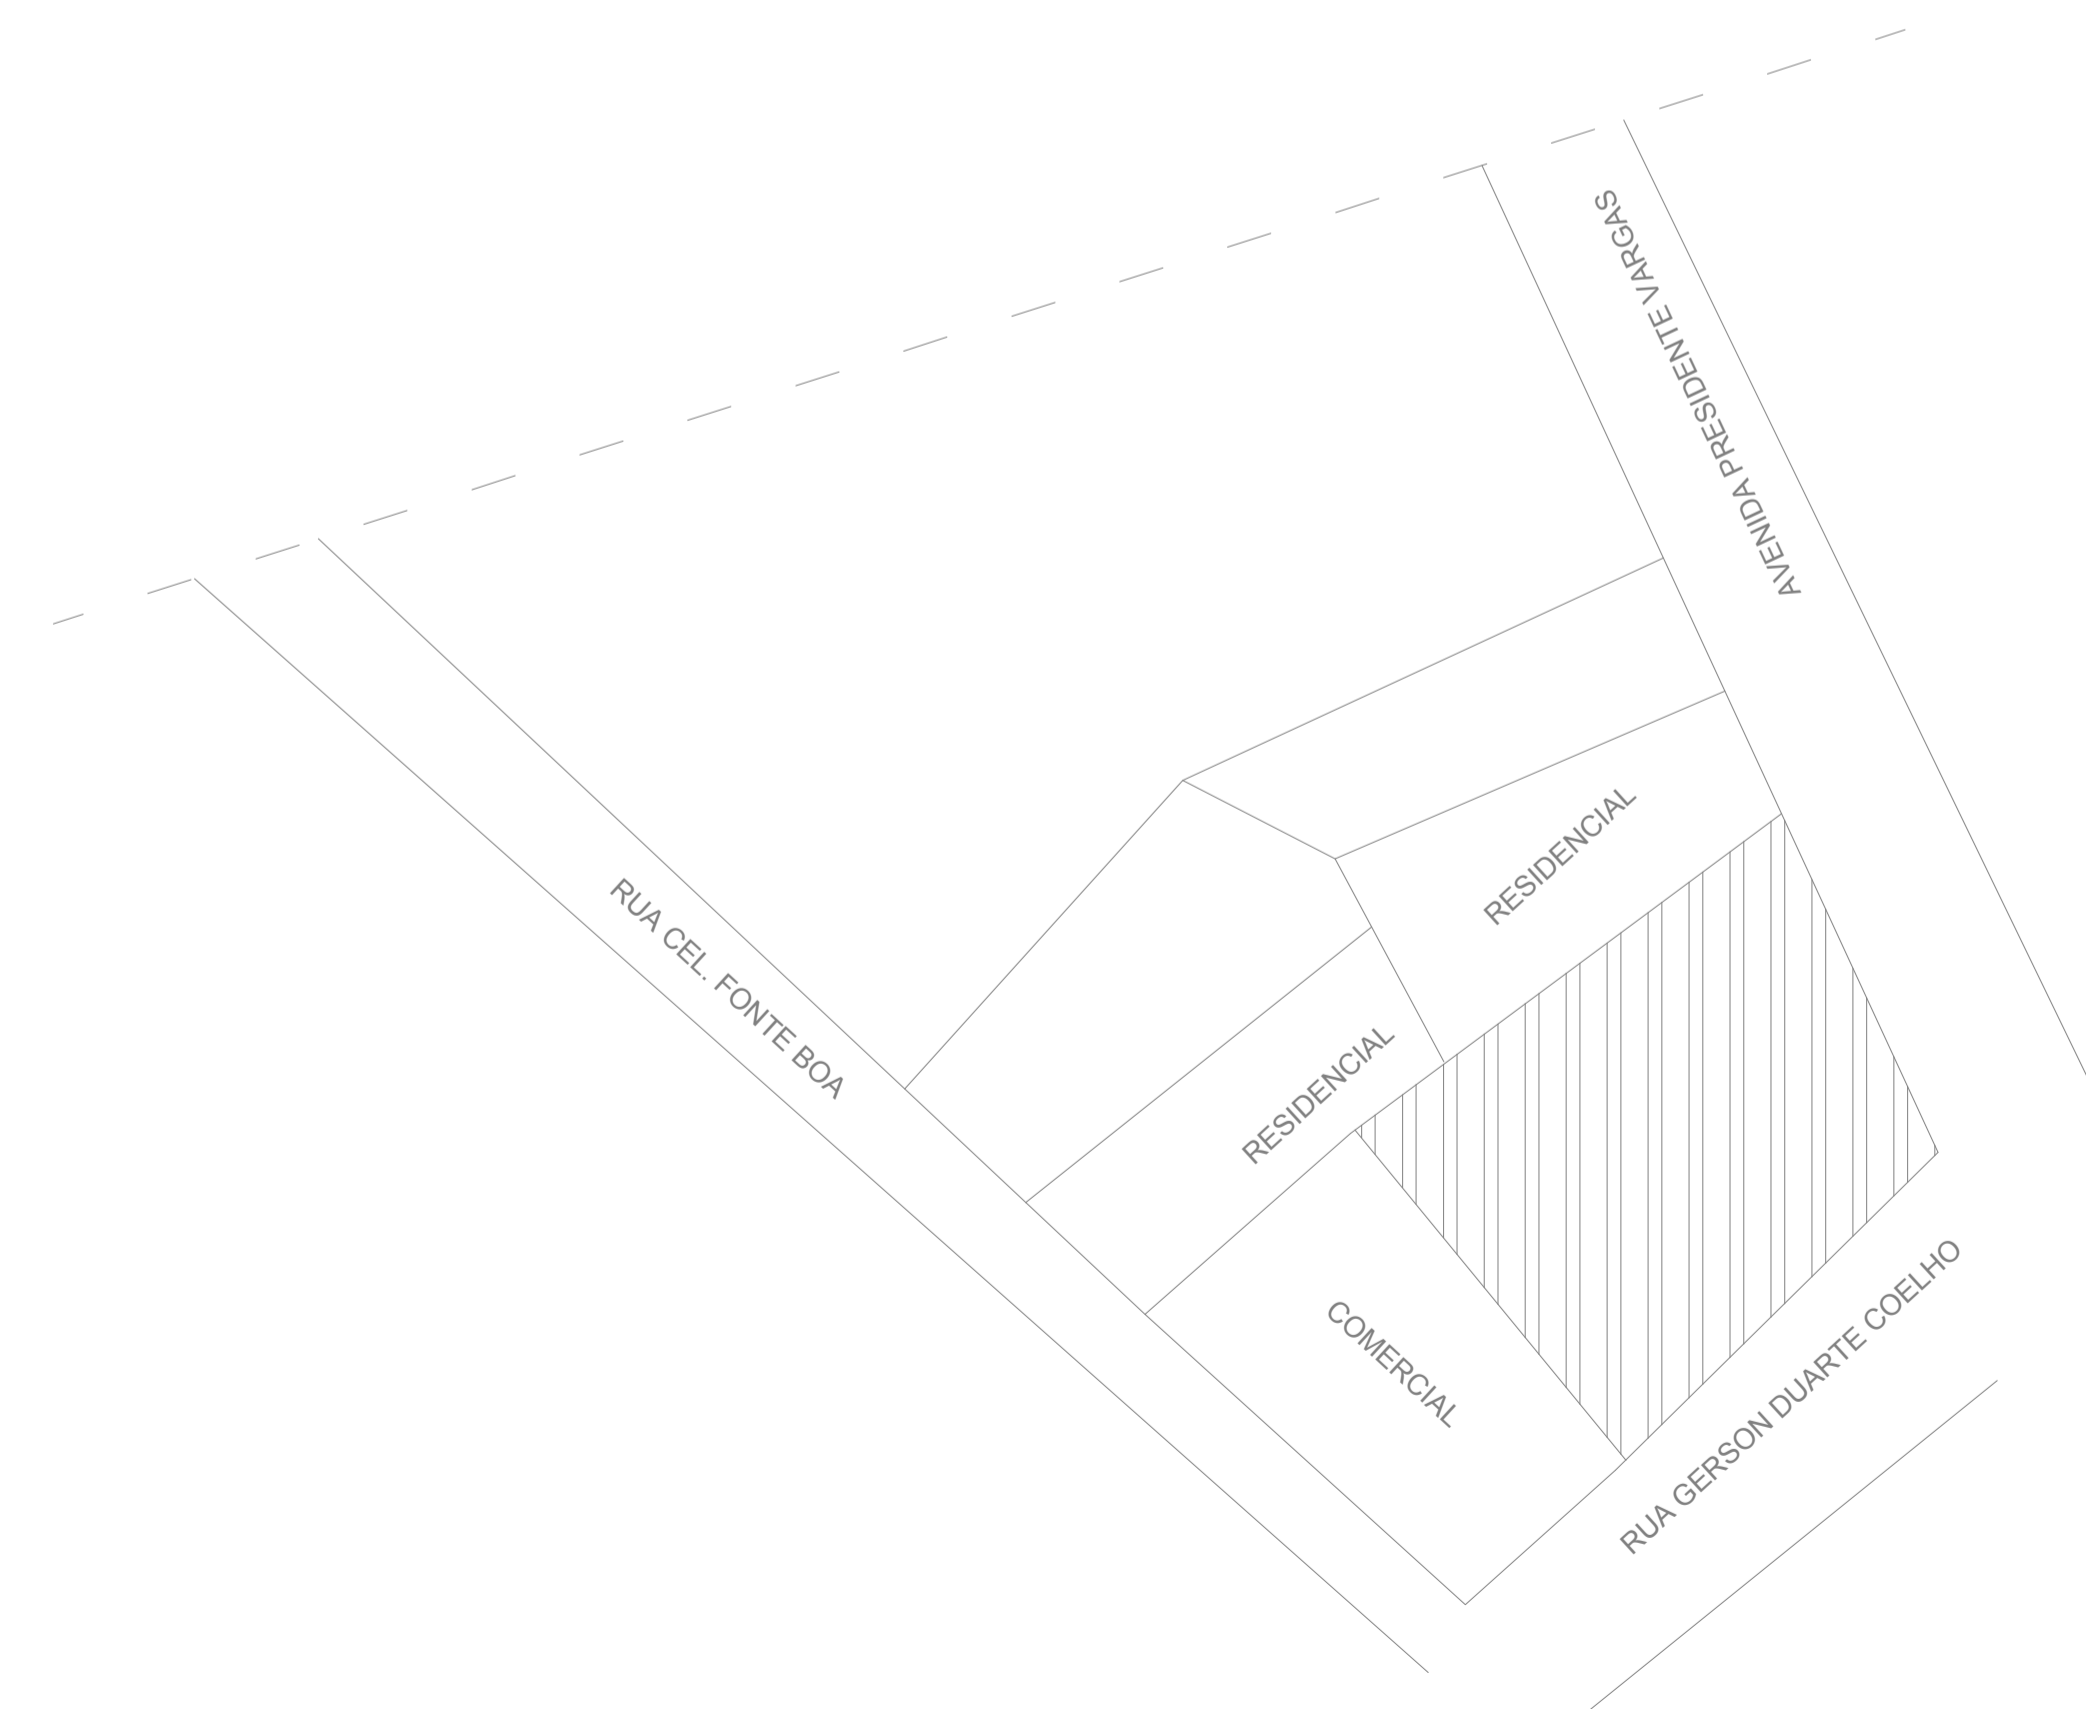 AVENIDA PRESIDENTE VARGAS
RESIDENCIAL
RUA CEL. FONTE BOA
RESIDENCIAL
COMERCIAL
RUA GERSON DUARTE COELHO